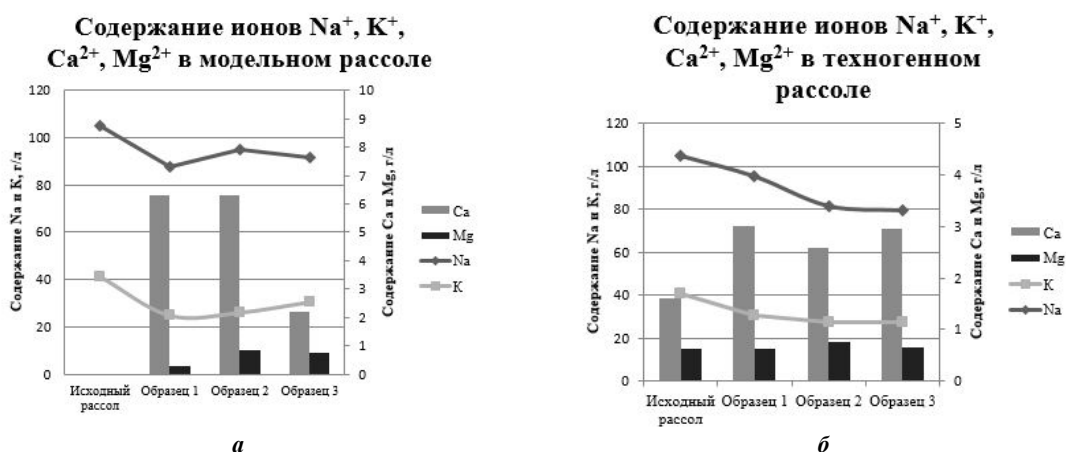 Содержание ионов Na⁺, K⁺,
Ca²⁺, Mg²⁺ в модельном рассоле
120
100
80
60
40
20
0
Содержание Na и K, г/л
10
9
8
7
6
5
4
3
2
1
0
Содержание Ca и Mg, г/л
Исходный
рассол
Образец 1
Образец 2
Образец 3
Ca
Mg
Na
K
а
Содержание ионов Na⁺, K⁺,
Ca²⁺, Mg²⁺ в техногенном
рассоле
120
100
80
60
40
20
0
Содержание Na и K, г/л
5
4
3
2
1
0
Содержание Ca и Mg, г/л
Исходный
рассол
Образец 1
Образец 2
Образец 3
Ca
Mg
K
Na
б